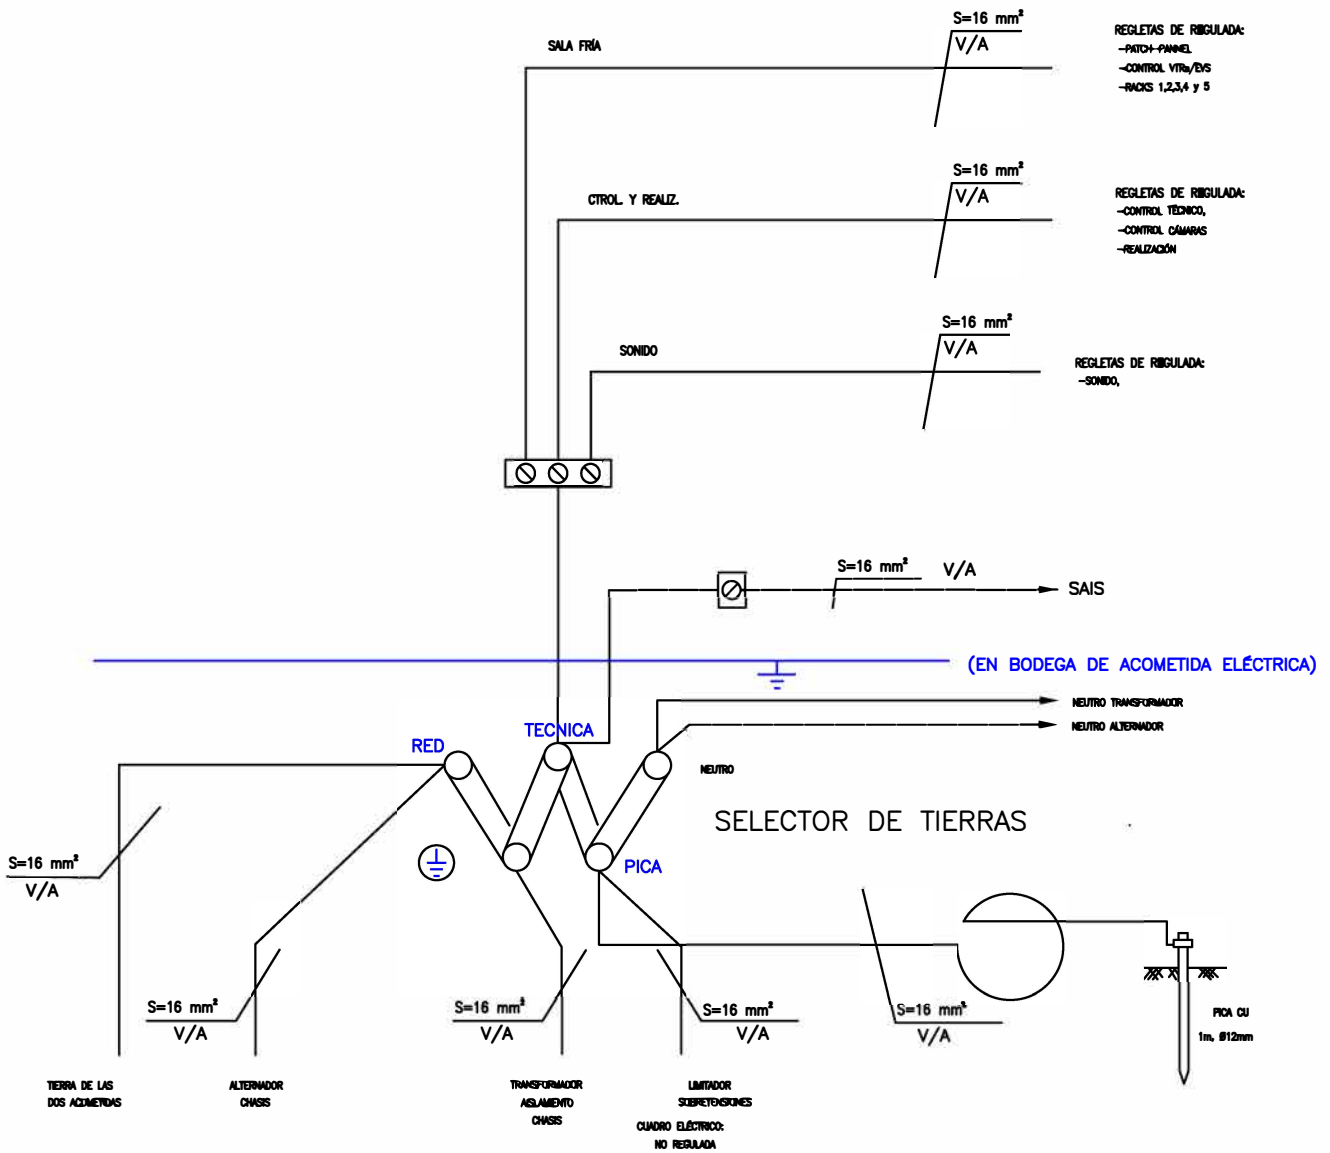 S=16 mm²
V/A
SALA FRÍA
REGLETAS DE REGULADA:
-PATCH-PANNEL
-CONTROL VTRs/EVS
-RACKS 1,2,3,4 y 5
S=16 mm²
V/A
CTROL. Y REALIZ.
REGLETAS DE REGULADA:
-CONTROL TÉCNICO,
-CONTROL CÁMARAS
-REALIZACIÓN
S=16 mm²
V/A
SONIDO
REGLETAS DE REGULADA:
-SONIDO,
S=16 mm²
V/A
SAIS
(EN BODEGA DE ACOMETIDA ELÉCTRICA)
NEUTRO TRANSFORMADOR
NEUTRO ALTERNADOR
TECNICA
RED
NEUTRO
SELECTOR DE TIERRAS
PICA
S=16 mm²
V/A
S=16 mm²
V/A
S=16 mm²
V/A
S=16 mm²
V/A
S=16 mm²
V/A
PICA CU
1m, Ø12mm
TIERRA DE LAS
DOS ACOMETIDAS
ALTERNADOR
CHASIS
TRANSFORMADOR
AISLAMIENTO
CHASIS
LIMITADOR
SOBRETENSIONES
CUADRO ELÉCTRICO:
NO REGULADA